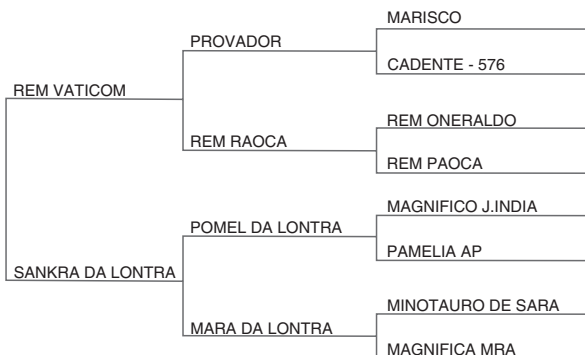 MARISCO
PROVADOR
CADENTE - 576
REM VATICOM
REM ONERALDO
REM RAOCA
REM PAOCA
MAGNIFICO J.INDIA
POMEL DA LONTRA
PAMELIA AP
SANKRA DA LONTRA
MINOTAURO DE SARA
MARA DA LONTRA
MAGNIFICA MRA